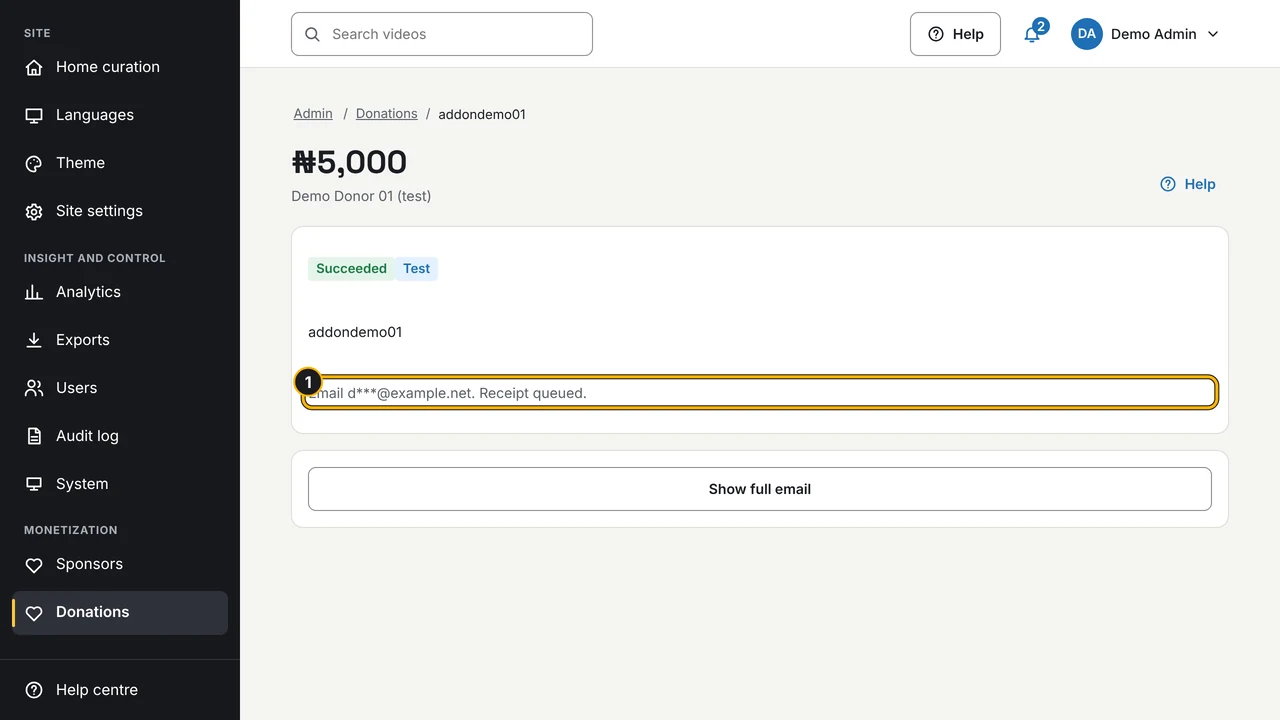 SITE
Home curation
Languages
Theme
Site settings
INSIGHT AND CONTROL
Analytics
Exports
Users
Audit log
System
MONETIZATION
Sponsors
Donations
Help centre
Search videos
Help
2
DA
Demo Admin
Admin / Donations / addondemo01
₦5,000
Demo Donor 01 (test)
Help
Succeeded Test
addondemo01
1
Email d***@example.net. Receipt queued.
Show full email